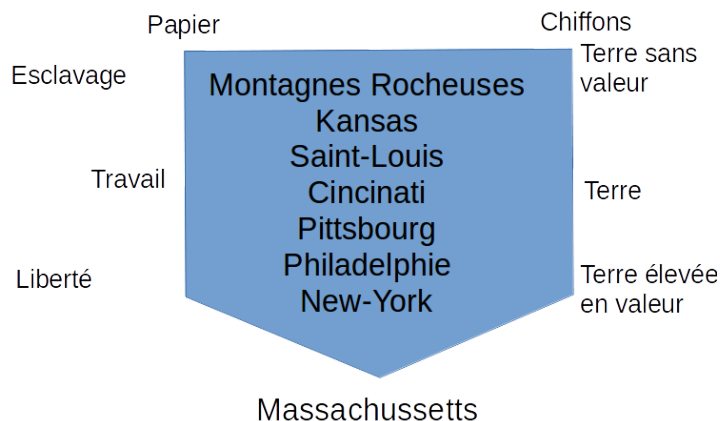 Papier
Chiffons
Esclavage
Terre sans
valeur
Montagnes Rocheuses
Kansas
Saint-Louis
Travail
Cincinati
Terre
Pittsbourg
Philadelphie
Liberté
Terre élevée
en valeur
New-York
Massachussetts